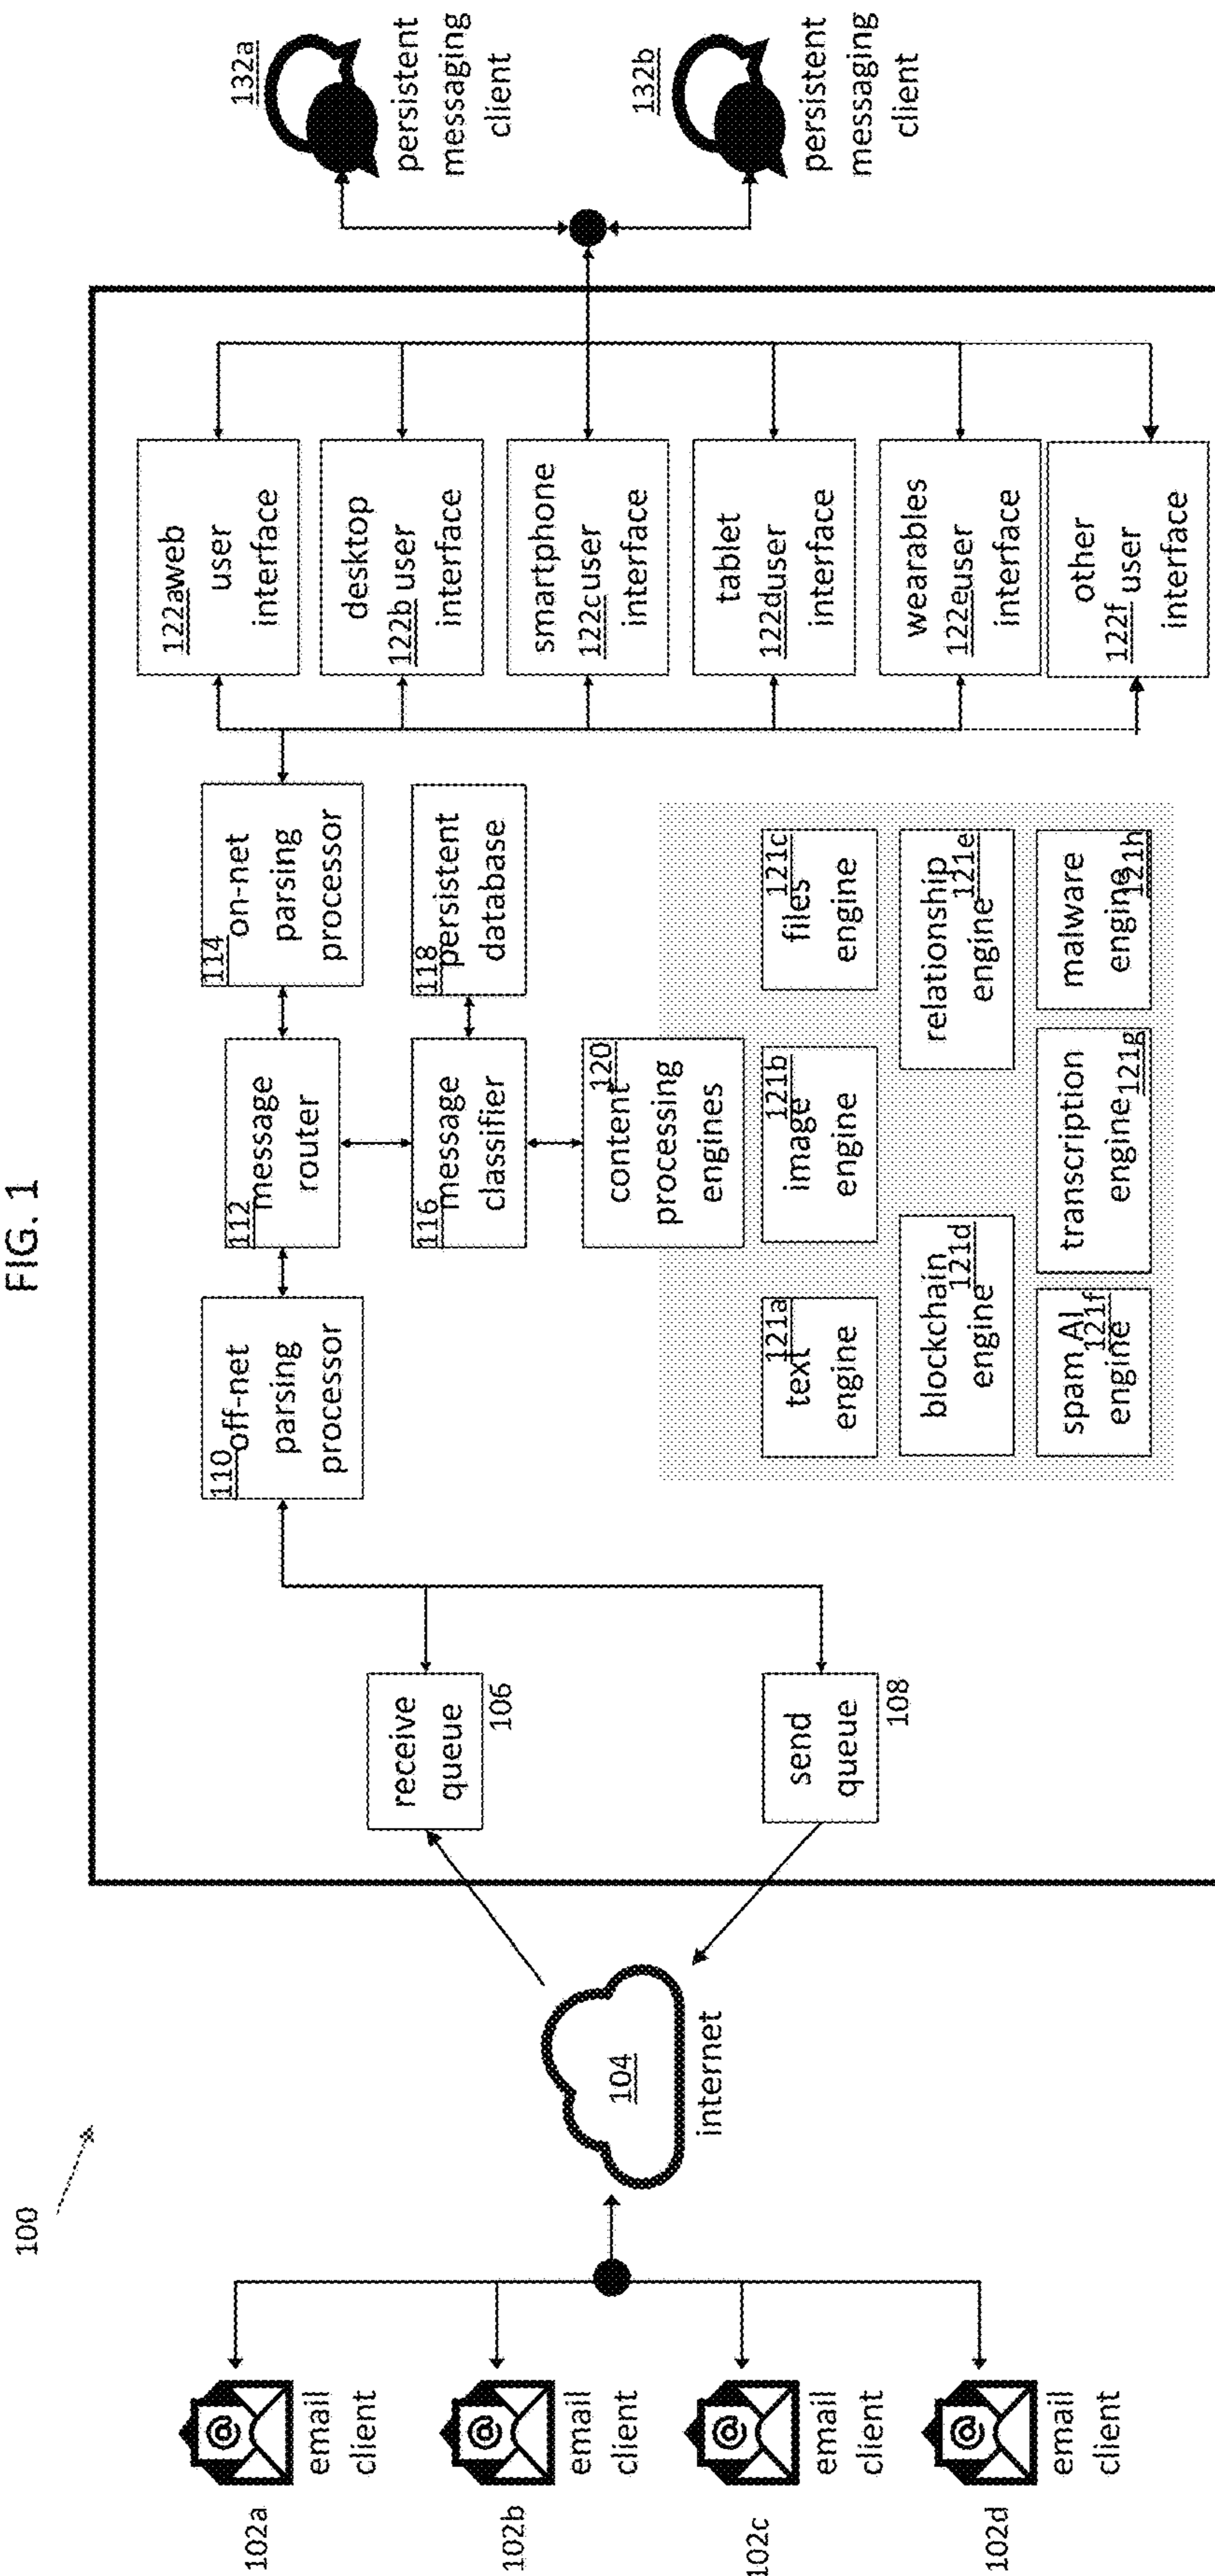 FIG. 1
100
102a
email
client
102b
email
client
102c
email
client
102d
email
client
104
internet
receive
queue
106
send
queue
108
110
off-net
parsing
processor
112
message
router
114
on-net
parsing
processor
116
message
classifier
118
persistent
database
120
content
processing
engines
121a
text
engine
121b
image
engine
121c
files
engine
blockchain
121d
engine
relationship
121e
engine
spam AI
121f
engine
transcription
engine
121g
malware
engine
121h
122a web
user
interface
desktop
122b user
interface
smartphone
122c user
interface
tablet
122d user
interface
wearables
122e user
interface
other
122f user
interface
132a
persistent
messaging
client
132b
persistent
messaging
client